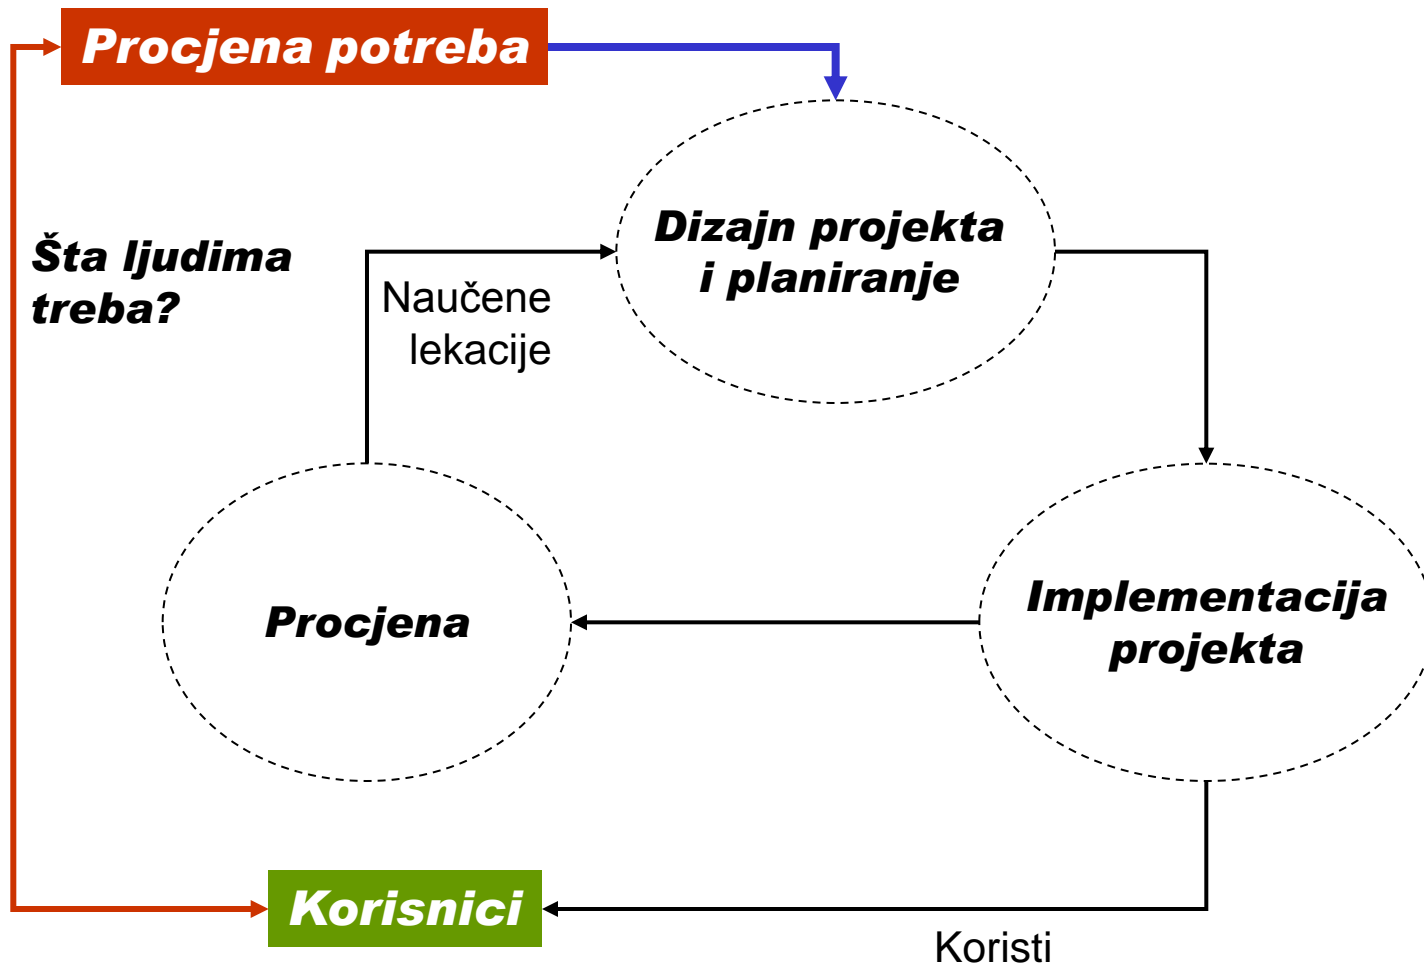 Procjena potreba
Dizajn projekta
i planiranje
Šta ljudima
treba?
Naučene
lekacije
Procjena
Implementacija
projekta
Korisnici
Koristi